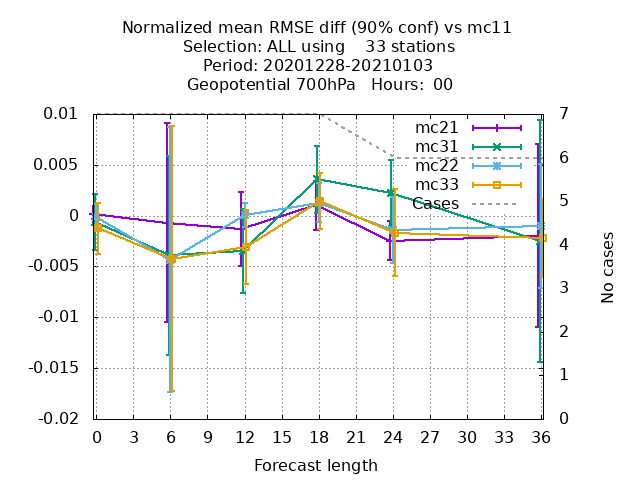 Normalized mean RMSE diff (90% conf) vs mc11
Selection: ALL using    33 stations
Period: 20201228-20210103
Geopotential 700hPa   Hours: 00
0.01
0.005
0
-0.005
-0.01
-0.015
-0.02
mc21
mc31
mc22
mc33
Cases
7
6
5
4
3
2
1
0
No cases
0 3 6 9 12 15 18 21 24 27 30 33 36
Forecast length